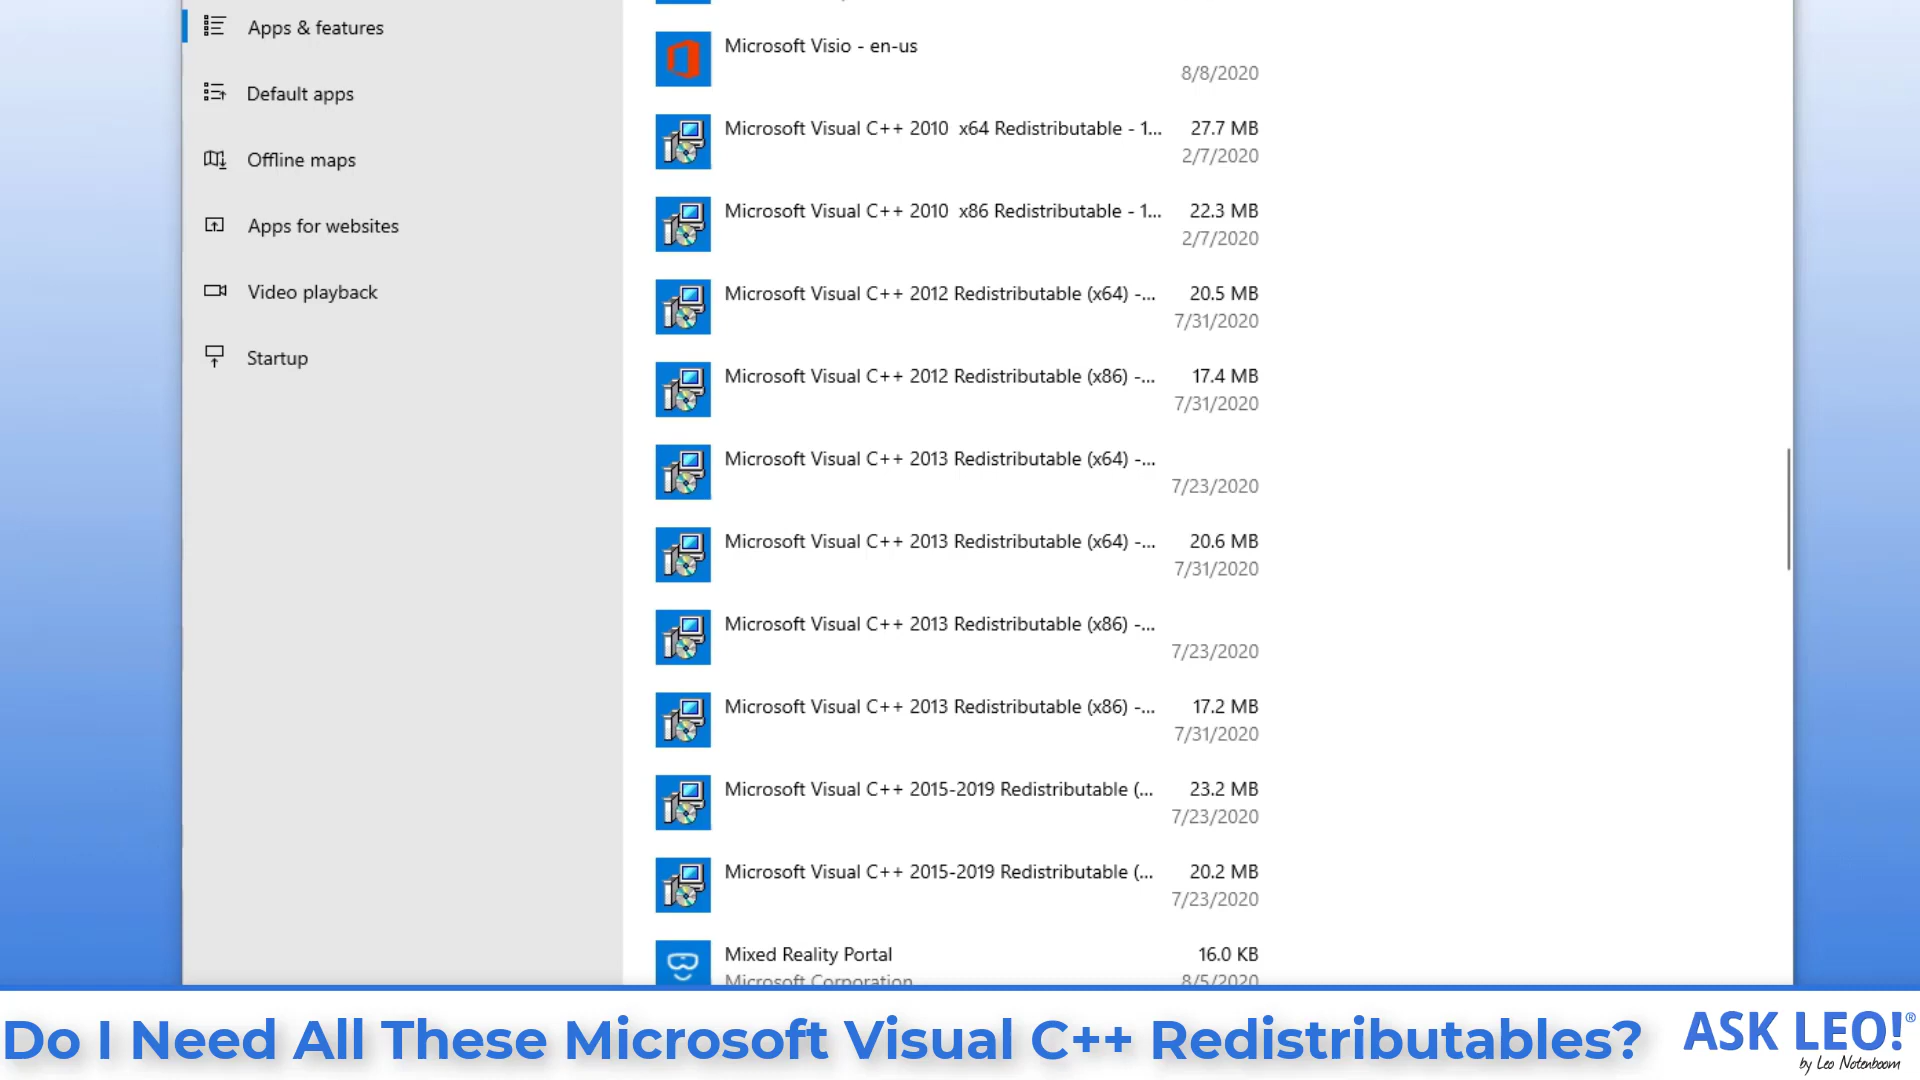 Apps & features
Default apps
Offline maps
Apps for websites
Video playback
Startup
Microsoft Visio - en-us
8/8/2020
Microsoft Visual C++ 2010  x64 Redistributable - 1... 27.7 MB
2/7/2020
Microsoft Visual C++ 2010  x86 Redistributable - 1... 22.3 MB
2/7/2020
Microsoft Visual C++ 2012 Redistributable (x64) -... 20.5 MB
7/31/2020
Microsoft Visual C++ 2012 Redistributable (x86) -... 17.4 MB
7/31/2020
Microsoft Visual C++ 2013 Redistributable (x64) -...
7/23/2020
Microsoft Visual C++ 2013 Redistributable (x64) -... 20.6 MB
7/31/2020
Microsoft Visual C++ 2013 Redistributable (x86) -...
7/23/2020
Microsoft Visual C++ 2013 Redistributable (x86) -... 17.2 MB
7/31/2020
Microsoft Visual C++ 2015-2019 Redistributable (... 23.2 MB
7/23/2020
Microsoft Visual C++ 2015-2019 Redistributable (... 20.2 MB
7/23/2020
Mixed Reality Portal 16.0 KB
Microsoft Corporation 8/5/2020
Do I Need All These Microsoft Visual C++ Redistributables?
ASK LEO!®
by Leo Notenboom